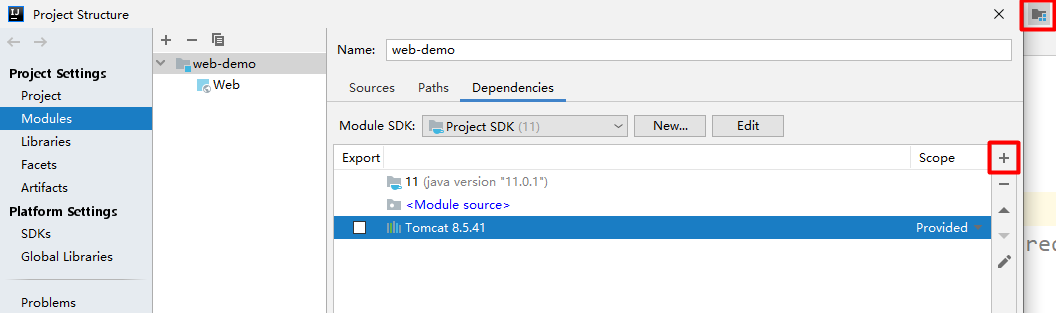 Project Structure
Project Settings
Project
Modules
Libraries
Facets
Artifacts
Platform Settings
SDKs
Global Libraries
Problems
web-demo
Web
Name: web-demo
Sources Paths Dependencies
Module SDK: Project SDK (11) New... Edit
Export Scope
11 (java version "11.0.1")
<Module source>
Tomcat 8.5.41 Provided